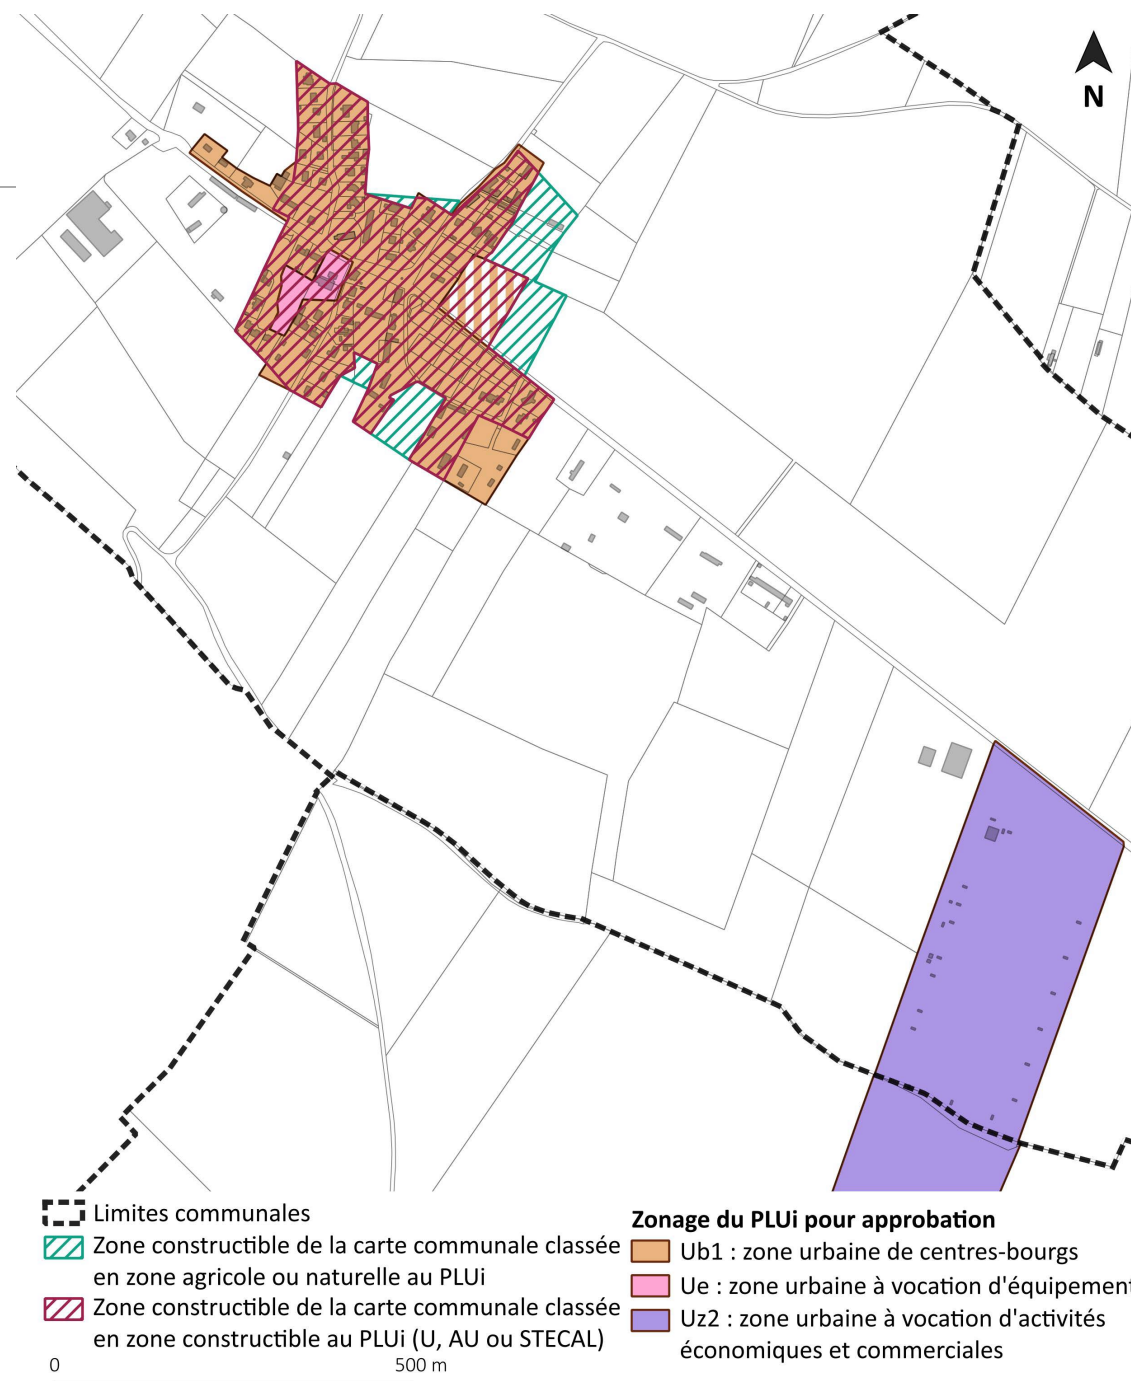 N
Limites communales
Zone constructible de la carte communale classée
en zone agricole ou naturelle au PLUi
Zone constructible de la carte communale classée
en zone constructible au PLUi (U, AU ou STECAL)
0 500 m
Zonage du PLUi pour approbation
Ub1 : zone urbaine de centres-bourgs
Ue : zone urbaine à vocation d'équipement
Uz2 : zone urbaine à vocation d'activités
économiques et commerciales